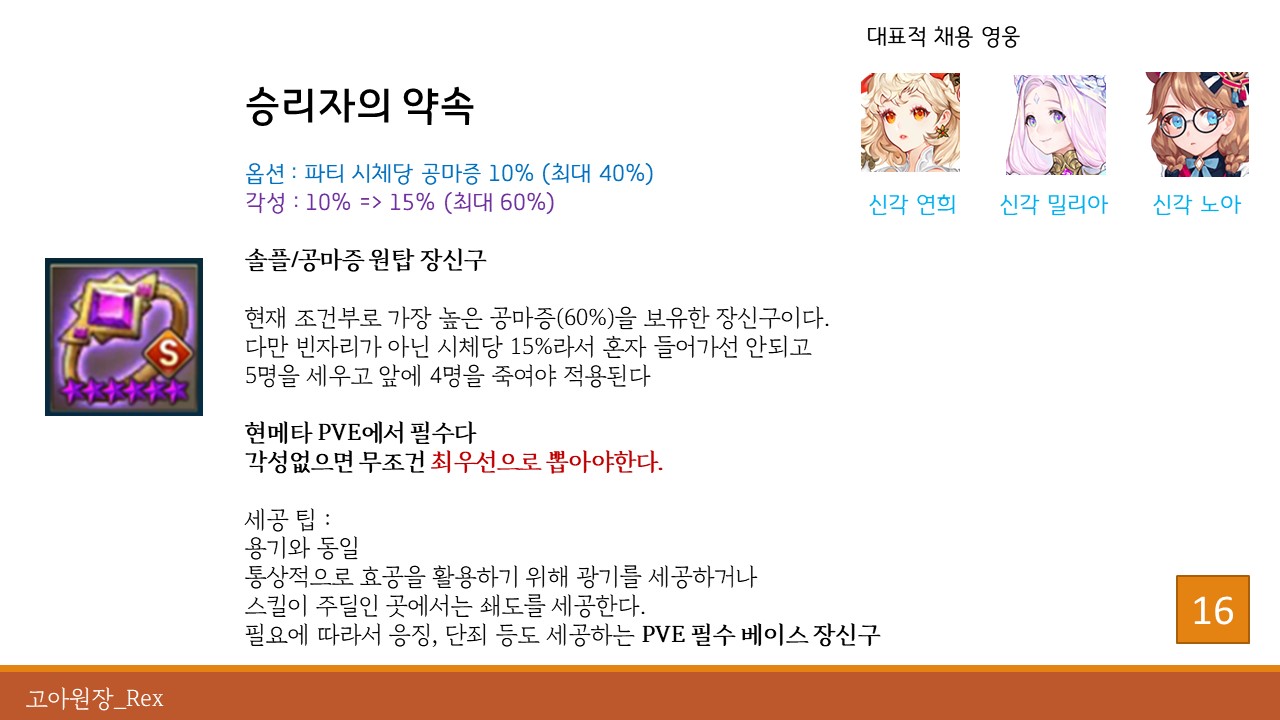 대표적 채용 영웅
승리자의 약속
옵션 : 파티 시체당 공마증 10% (최대 40%)
각성 : 10% => 15% (최대 60%)
신각 연희
신각 밀리아
신각 노아
솔플/공마증 원탑 장신구
S
현재 조건부로 가장 높은 공마증(60%)을 보유한 장신구이다.
다만 빈자리가 아닌 시체당 15%라서 혼자 들어가선 안되고
5명을 세우고 앞에 4명을 죽여야 적용된다
현메타 PVE에서 필수다
각성없으면 무조건 최우선으로 뽑아야한다.
세공 팁 :
용기와 동일
통상적으로 효공을 활용하기 위해 광기를 세공하거나
스킬이 주딜인 곳에서는 쇄도를 세공한다.
필요에 따라서 응징, 단죄 등도 세공하는 PVE 필수 베이스 장신구
16
고아원장_Rex